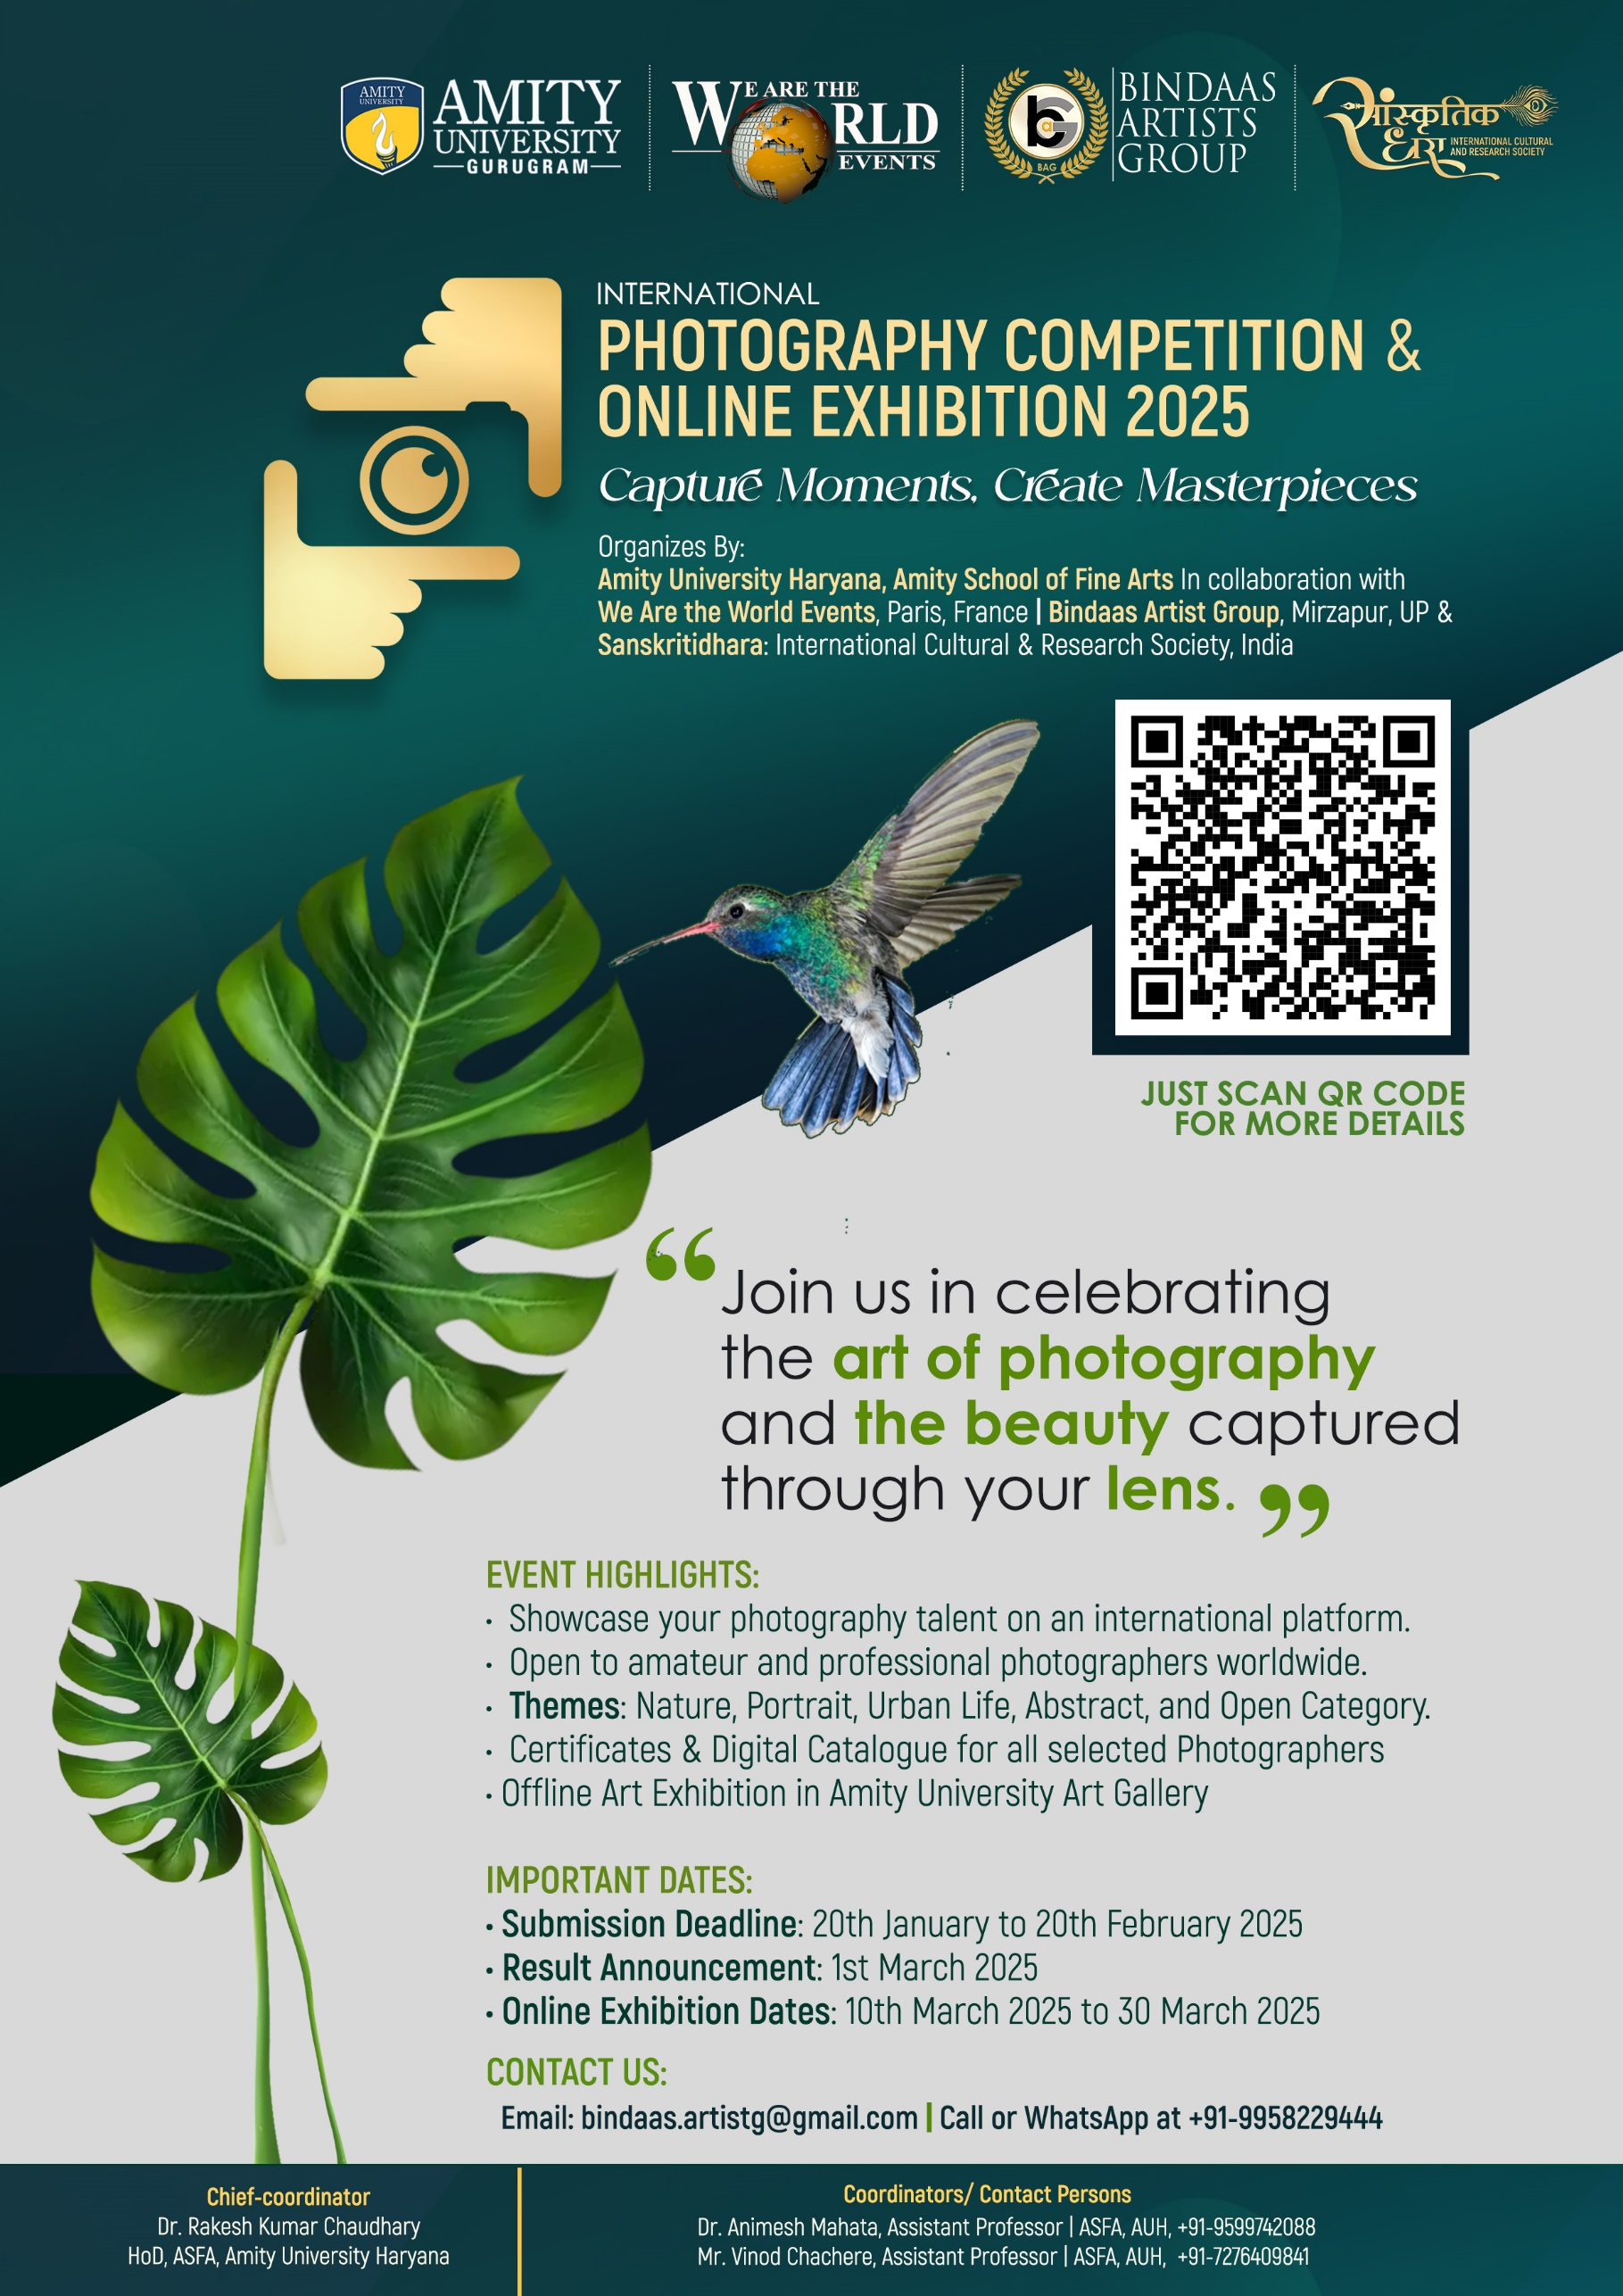 AMITY
UNIVERSITY
AMITY
UNIVERSITY
GURUGRAM
WE ARE THE
WORLD
EVENTS
BAG
BINDAAS
ARTISTS
GROUP
सांस्कृतिक
धरा
INTERNATIONAL CULTURAL
AND RESEARCH SOCIETY
INTERNATIONAL
PHOTOGRAPHY COMPETITION &
ONLINE EXHIBITION 2025
Capture Moments, Create Masterpieces
Organizes By:
Amity University Haryana, Amity School of Fine Arts In collaboration with
We Are the World Events, Paris, France | Bindaas Artist Group, Mirzapur, UP &
Sanskritidhara: International Cultural & Research Society, India
JUST SCAN QR CODE
FOR MORE DETAILS
“Join us in celebrating
the art of photography
and the beauty captured
through your lens.”
EVENT HIGHLIGHTS:
• Showcase your photography talent on an international platform.
• Open to amateur and professional photographers worldwide.
• Themes: Nature, Portrait, Urban Life, Abstract, and Open Category.
• Certificates & Digital Catalogue for all selected Photographers
• Offline Art Exhibition in Amity University Art Gallery
IMPORTANT DATES:
• Submission Deadline: 20th January to 20th February 2025
• Result Announcement: 1st March 2025
• Online Exhibition Dates: 10th March 2025 to 30 March 2025
CONTACT US:
Email: bindaas.artistg@gmail.com | Call or WhatsApp at +91-9958229444
Chief-coordinator
Dr. Rakesh Kumar Chaudhary
HoD, ASFA, Amity University Haryana
Coordinators/ Contact Persons
Dr. Animesh Mahata, Assistant Professor | ASFA, AUH, +91-9599742088
Mr. Vinod Chachere, Assistant Professor | ASFA, AUH, +91-7276409841